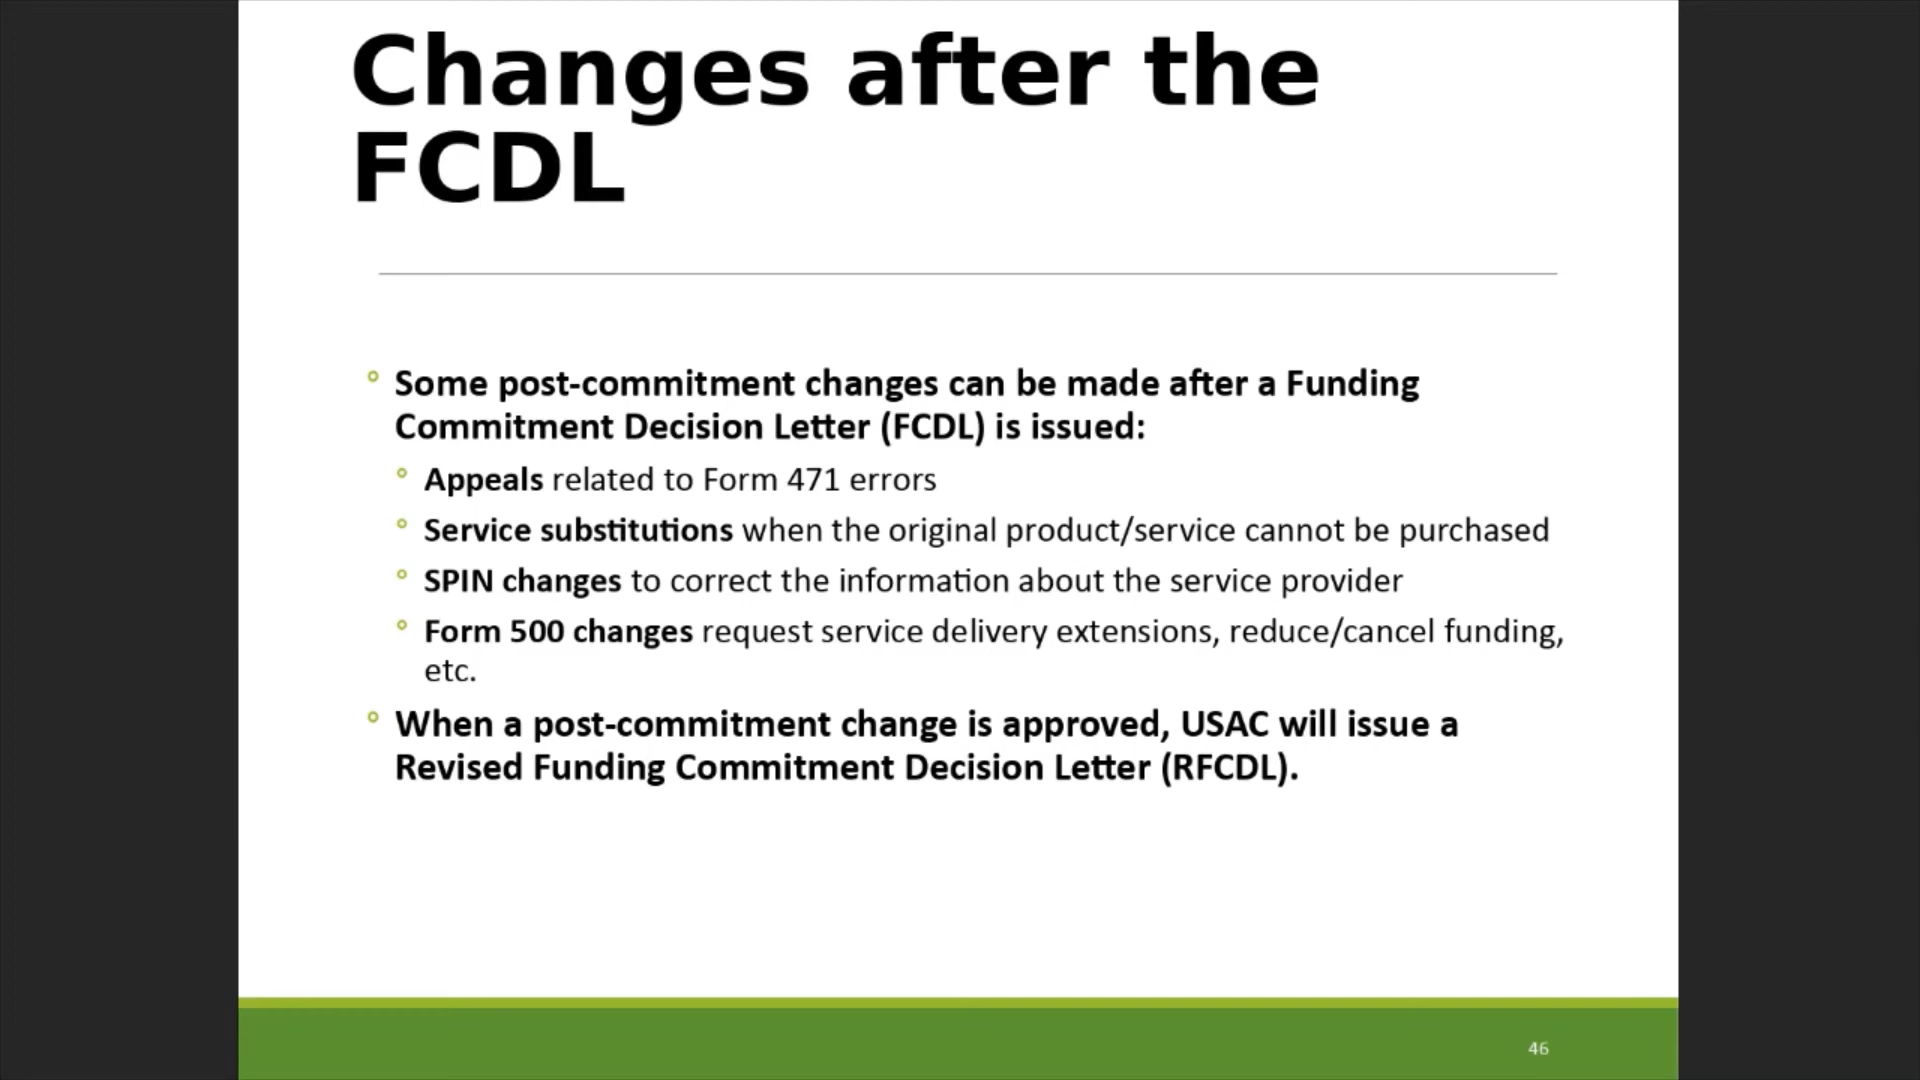 Changes after the
FCDL
Some post-commitment changes can be made after a Funding
Commitment Decision Letter (FCDL) is issued:
Appeals related to Form 471 errors
Service substitutions when the original product/service cannot be purchased
SPIN changes to correct the information about the service provider
Form 500 changes request service delivery extensions, reduce/cancel funding,
etc.
When a post-commitment change is approved, USAC will issue a
Revised Funding Commitment Decision Letter (RFCDL).
46